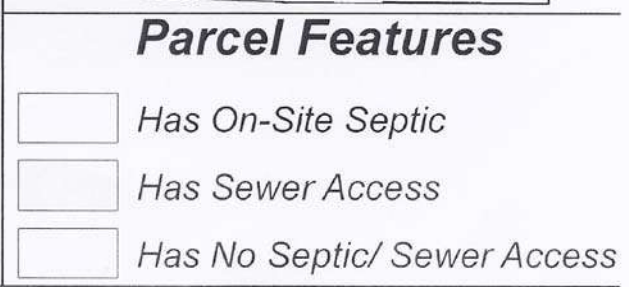 Parcel Features
Has On-Site Septic
Has Sewer Access
Has No Septic/ Sewer Access